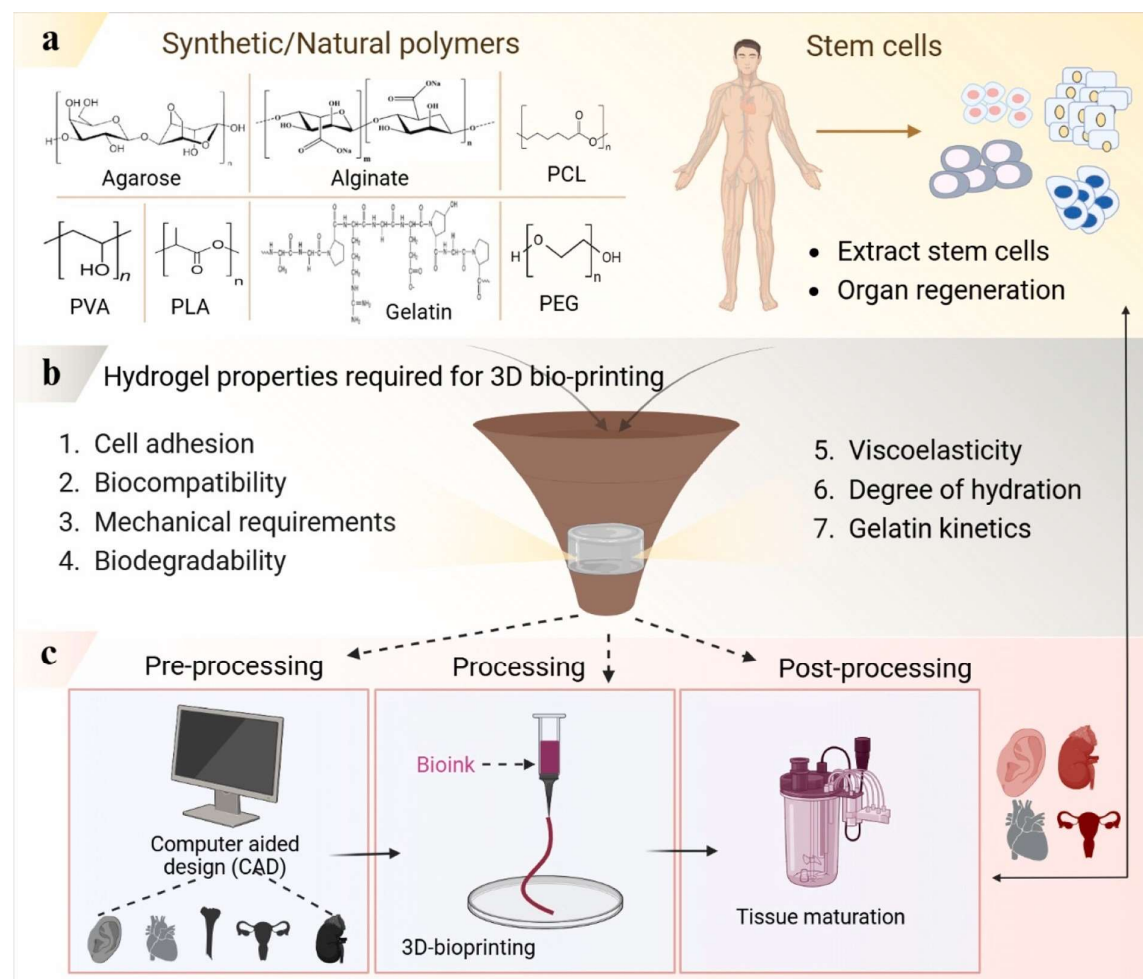 a
Synthetic/Natural polymers
Stem cells
Agarose
Alginate
PCL
PVA
PLA
Gelatin
PEG
• Extract stem cells
• Organ regeneration
b
Hydrogel properties required for 3D bio-printing
1. Cell adhesion
2. Biocompatibility
3. Mechanical requirements
4. Biodegradability
5. Viscoelasticity
6. Degree of hydration
7. Gelatin kinetics
c
Pre-processing
Processing
Post-processing
Bioink
Computer aided
design (CAD)
3D-bioprinting
Tissue maturation